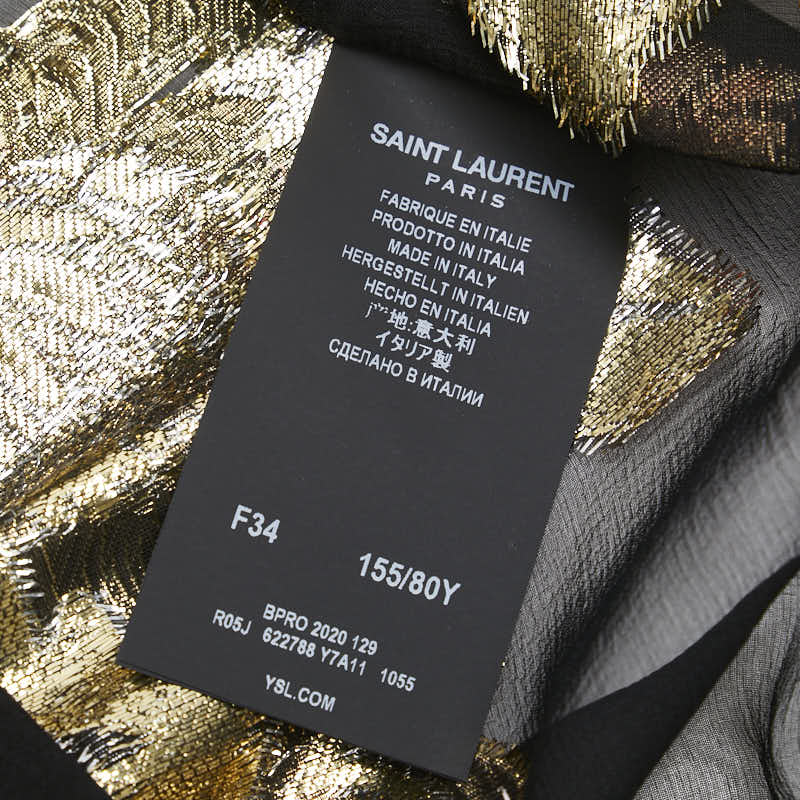 SAINT LAURENT
PARIS
FABRIQUE EN ITALIE
PRODOTTO IN ITALIA
MADE IN ITALY
HERGESTELLT IN ITALIEN
HECHO EN ITALIA
产地:意大利
イタリア製
СДЕЛАНО В ИТАЛИИ
F34
155/80Y
BPRO 2020 129
R05J 622788 Y7A11 1055
YSL.COM